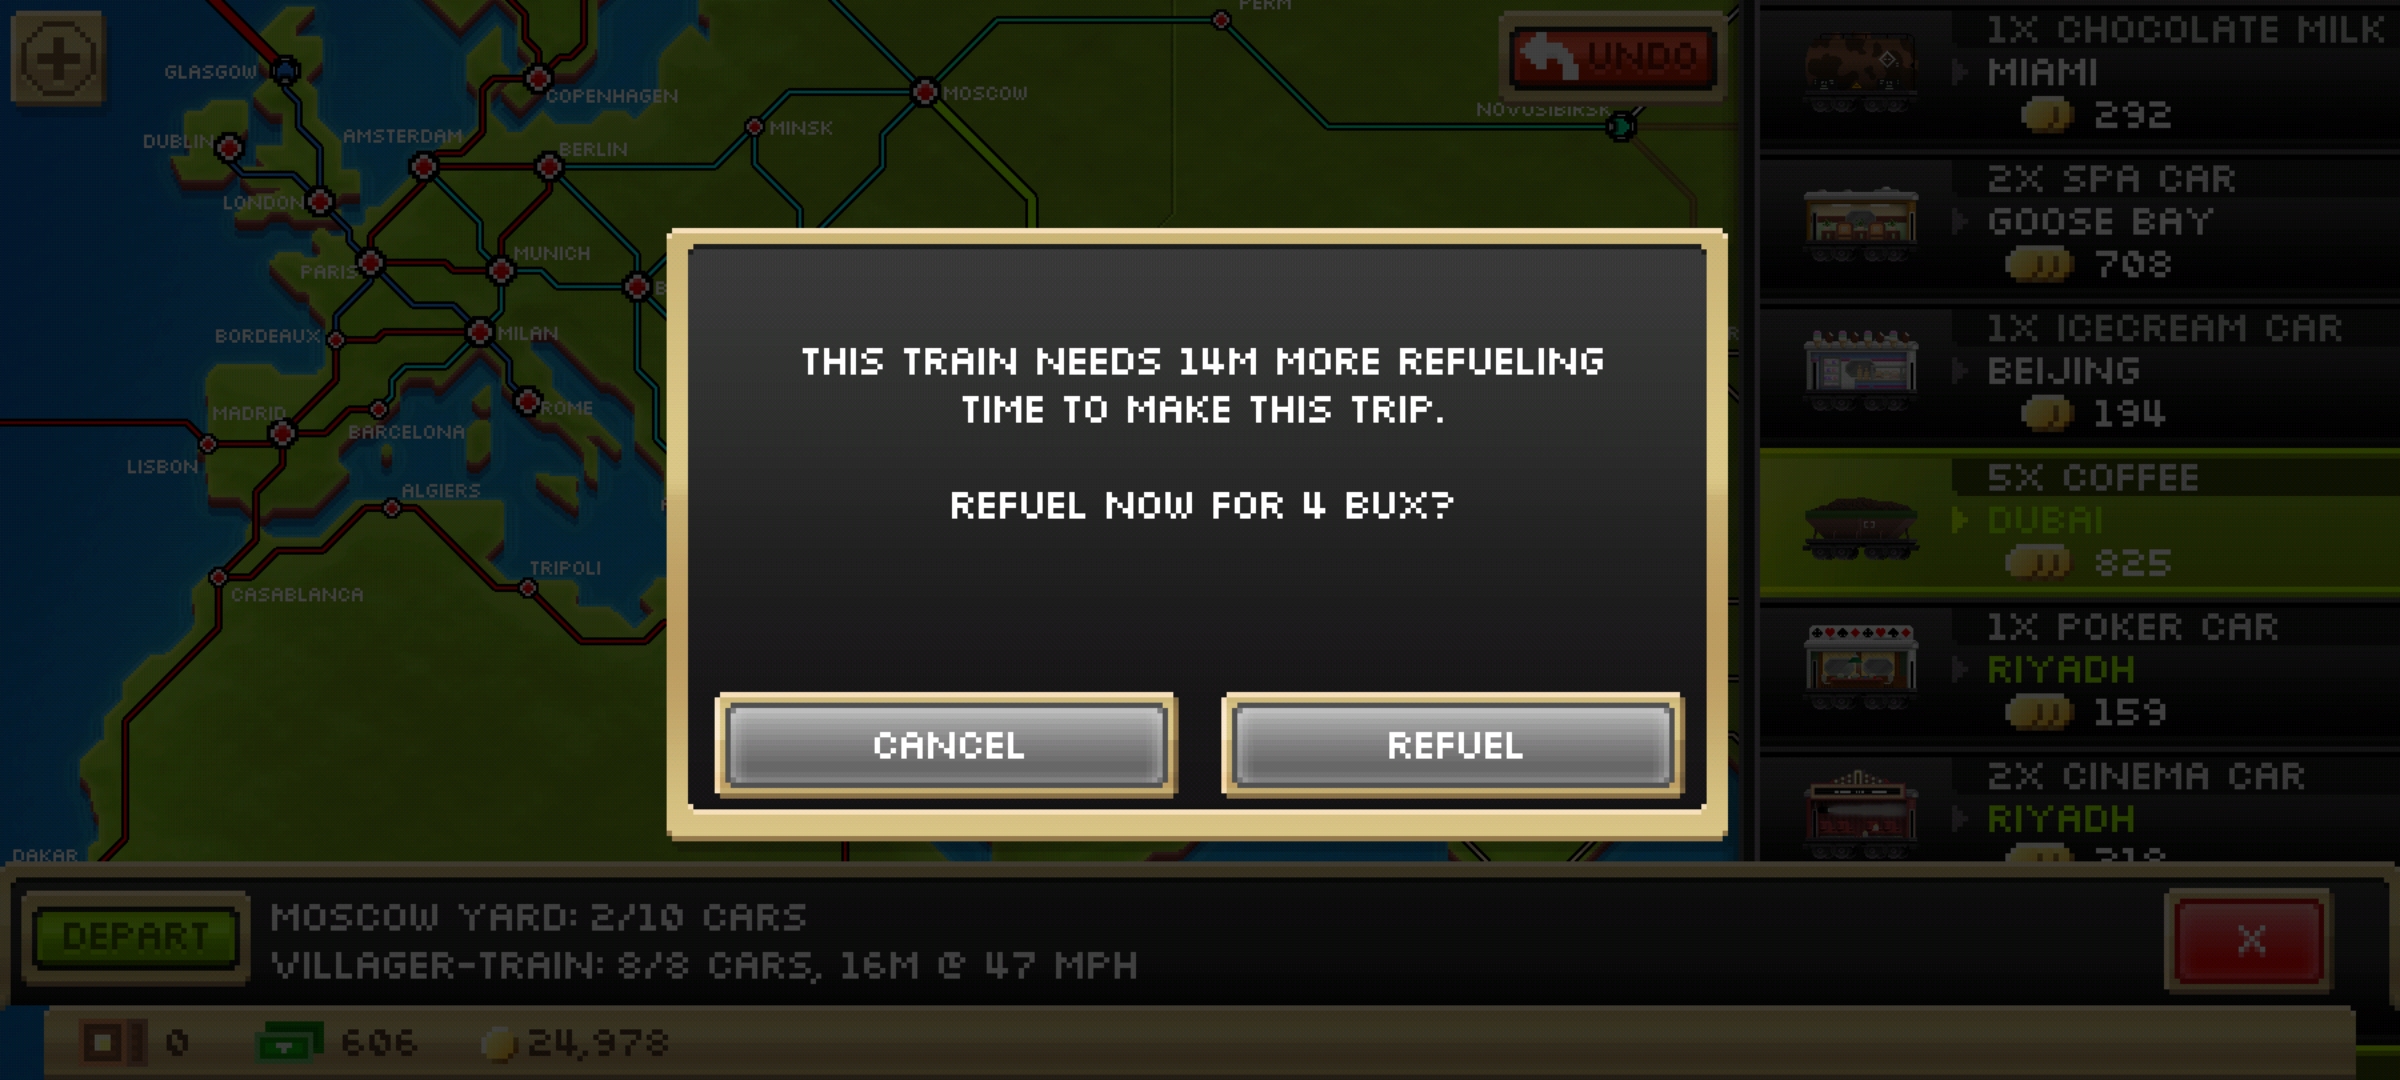 PERM
GLASGOW
COPENHAGEN
MOSCOW
UNDO
NOVOSIBIRSK
DUBLIN
AMSTERDAM
MINSK
BERLIN
LONDON
MUNICH
PARIS
BORDEAUX
MILAN
MADRID
ROME
BARCELONA
LISBON
ALGIERS
TRIPOLI
CASABLANCA
DAKAR
THIS TRAIN NEEDS 14M MORE REFUELING
TIME TO MAKE THIS TRIP.
REFUEL NOW FOR 4 BUX?
CANCEL
REFUEL
1X CHOCOLATE MILK
MIAMI
292
2X SPA CAR
GOOSE BAY
708
1X ICECREAM CAR
BEIJING
194
5X COFFEE
DUBAI
825
1X POKER CAR
RIYADH
159
2X CINEMA CAR
RIYADH
DEPART
MOSCOW YARD: 2/10 CARS
VILLAGER-TRAIN: 8/8 CARS, 16M @ 47 MPH
X
0
606
24,978